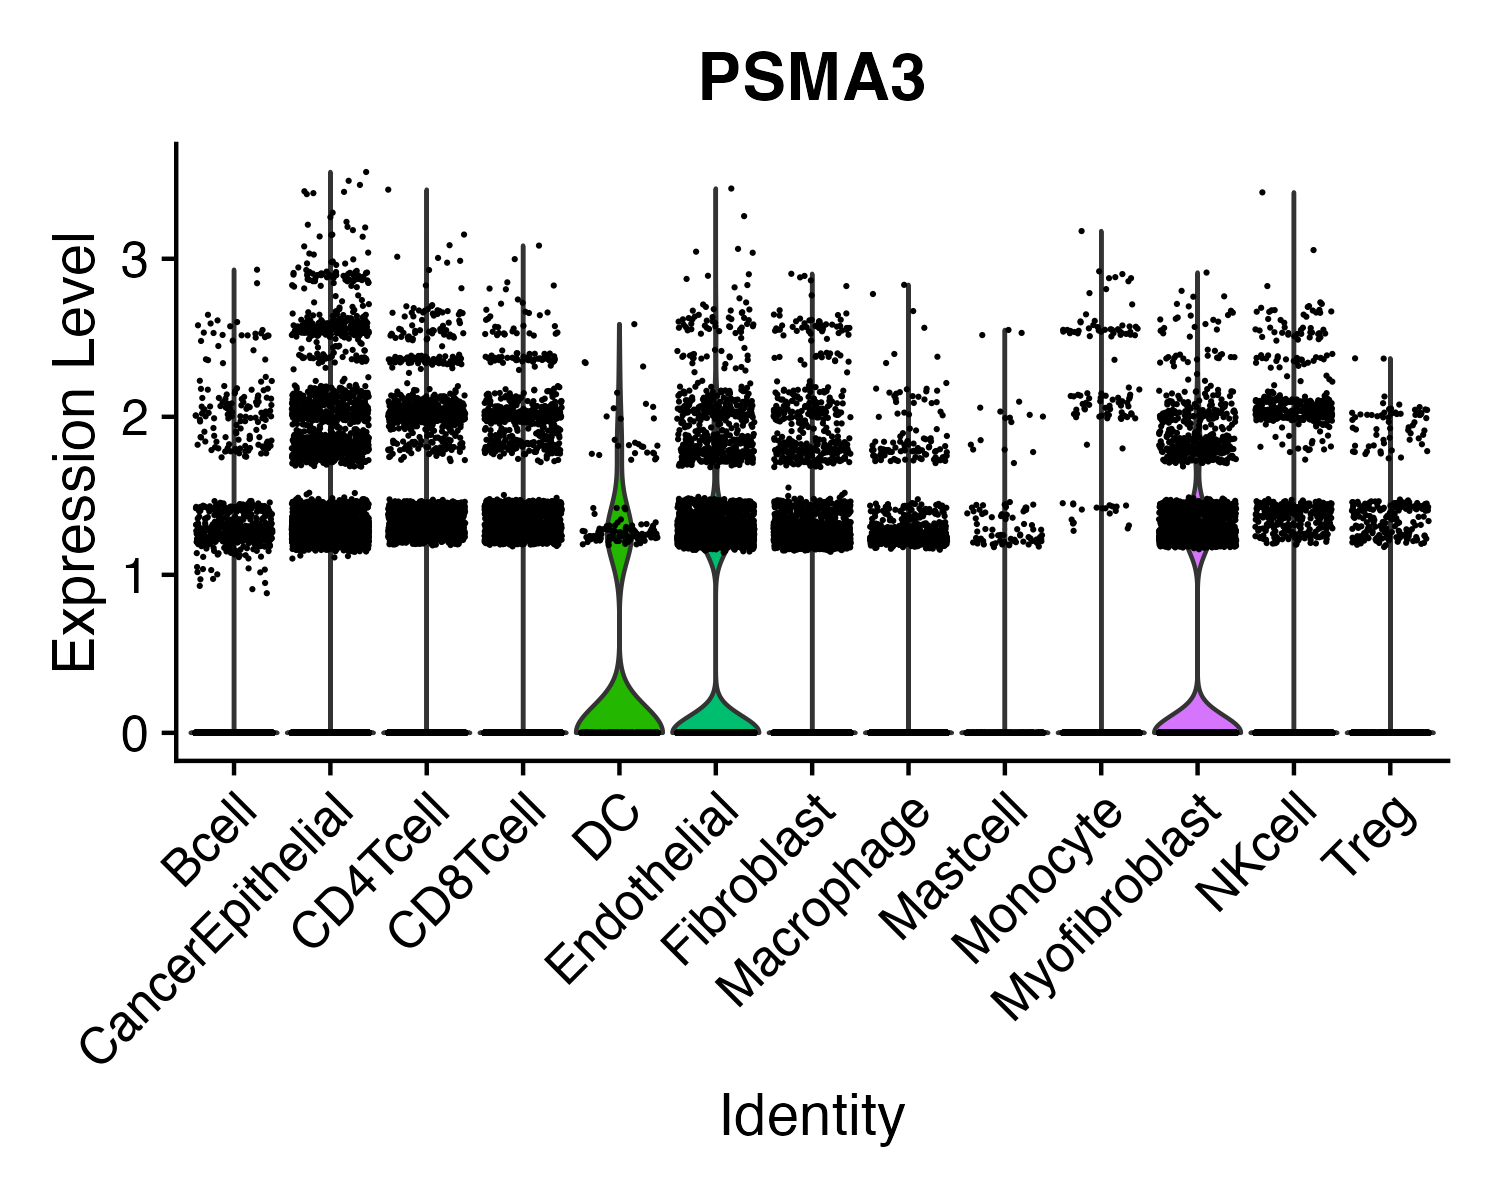 PSMA3
Expression Level
3
2
1
0
Bcell
CancerEpithelial
CD4Tcell
CD8Tcell
DC
Endothelial
Fibroblast
Macrophage
Mastcell
Monocyte
Myofibroblast
NKcell
Treg
Identity